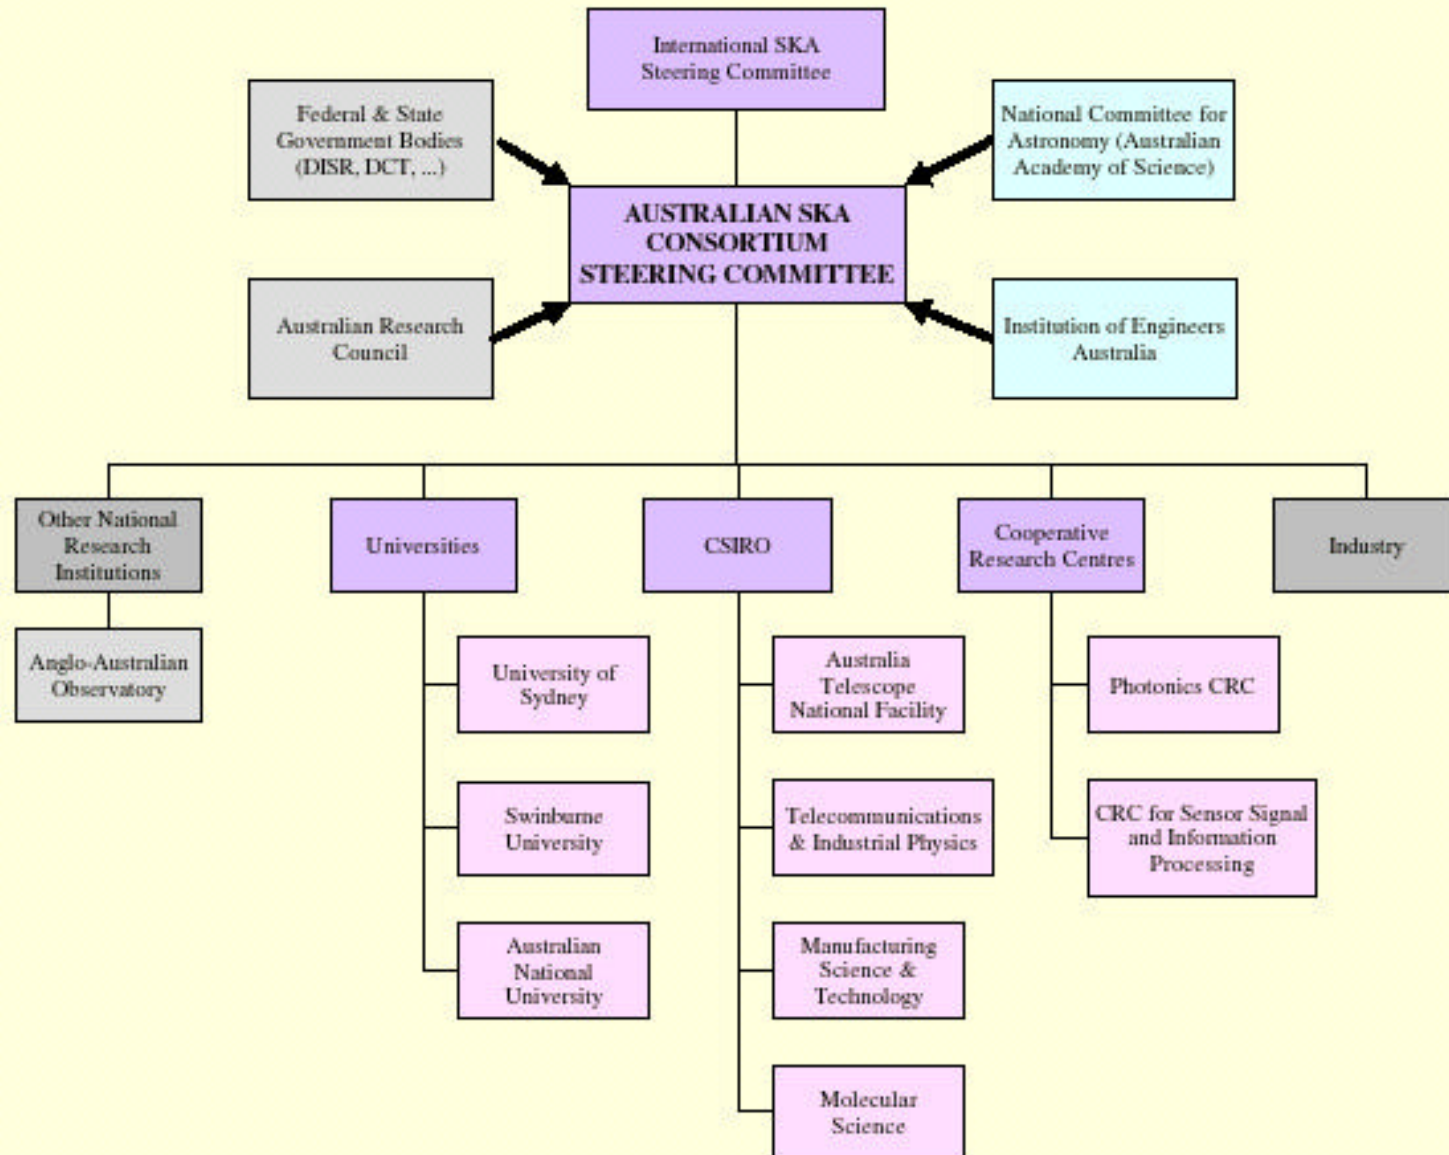 International SKA
Steering Committee
Federal & State
Government Bodies
(DISR, DCT, ...)
National Committee for
Astronomy (Australian
Academy of Science)
AUSTRALIAN SKA
CONSORTIUM
STEERING COMMITTEE
Australian Research
Council
Institution of Engineers
Australia
Other National
Research
Institutions
Universities
CSIRO
Cooperative
Research Centres
Industry
Anglo-Australian
Observatory
University of
Sydney
Australia
Telescope
National Facility
Photonics CRC
Swinburne
University
Telecommunications
& Industrial Physics
CRC for Sensor Signal
and Information
Processing
Australian
National
University
Manufacturing
Science &
Technology
Molecular
Science